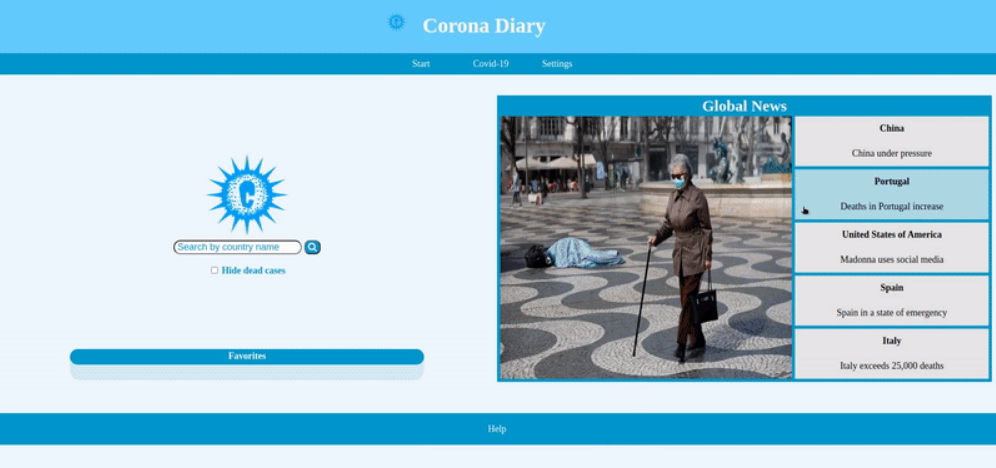 Corona Diary
Start Covid-19 Settings
C
Search by country name
Hide dead cases
Favorites
Global News
China
China under pressure
Portugal
Deaths in Portugal increase
United States of America
Madonna uses social media
Spain
Spain in a state of emergency
Italy
Italy exceeds 25,000 deaths
Help